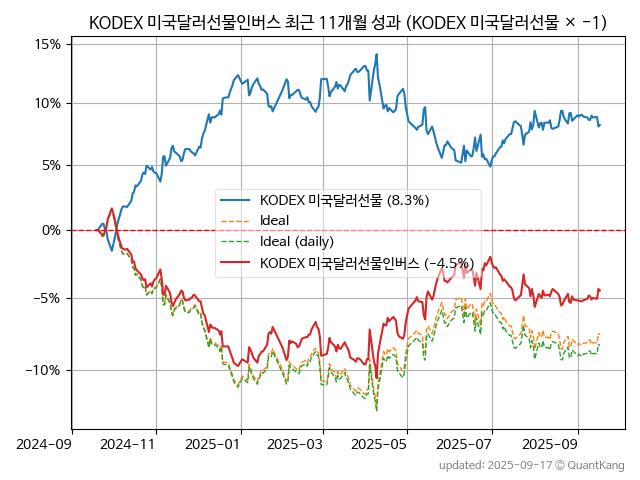 KODEX 미국달러선물인버스 최근 11개월 성과 (KODEX 미국달러선물 × −1)
15%
10%
5%
0%
−5%
−10%
KODEX 미국달러선물 (8.3%)
Ideal
Ideal (daily)
KODEX 미국달러선물인버스 (−4.5%)
2024-09 2024-11 2025-01 2025-03 2025-05 2025-07 2025-09
updated: 2025-09-17 © QuantKang